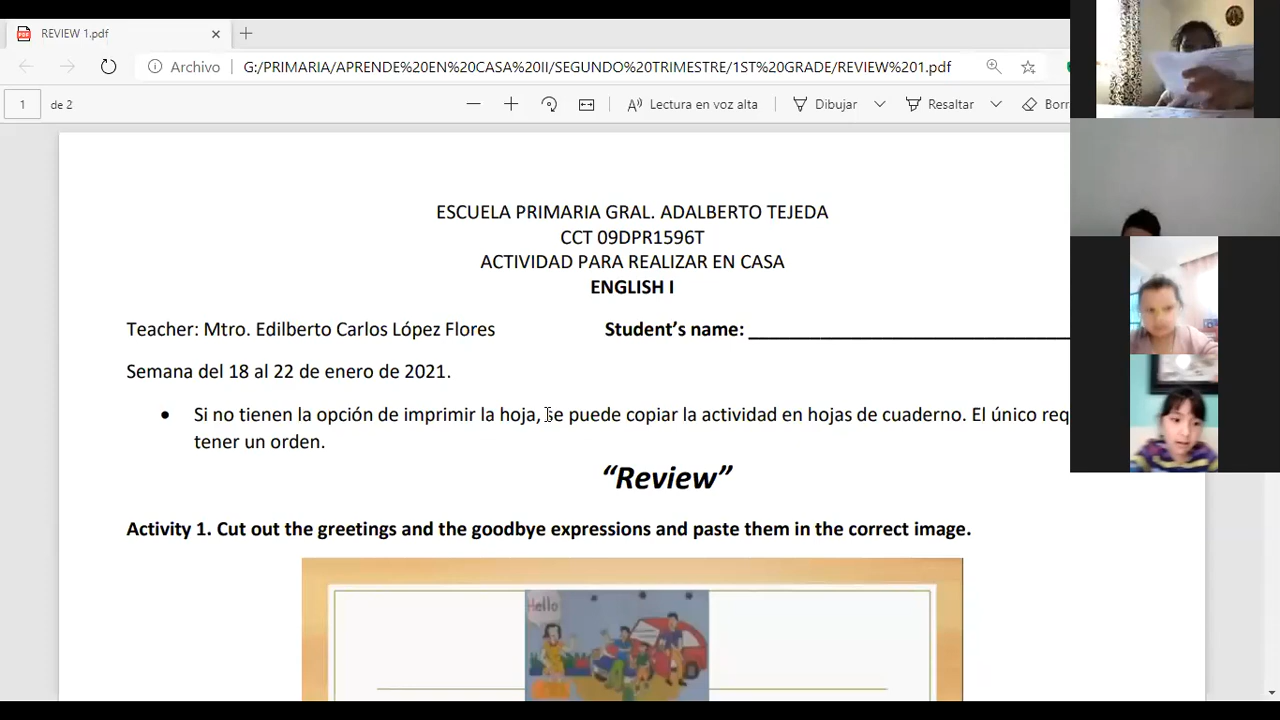 REVIEW 1.pdf
Archivo
G:/PRIMARIA/APRENDE%20EN%20CASA%20II/SEGUNDO%20TRIMESTRE/1ST%20GRADE/REVIEW%201.pdf
1 de 2
Lectura en voz alta
Dibujar
Resaltar
ESCUELA PRIMARIA GRAL. ADALBERTO TEJEDA
CCT 09DPR1596T
ACTIVIDAD PARA REALIZAR EN CASA
ENGLISH I
Teacher: Mtro. Edilberto Carlos López Flores Student's name:
Semana del 18 al 22 de enero de 2021.
Si no tienen la opción de imprimir la hoja, se puede copiar la actividad en hojas de cuaderno. El único
tener un orden.
“Review”
Activity 1. Cut out the greetings and the goodbye expressions and paste them in the correct image.
Hello